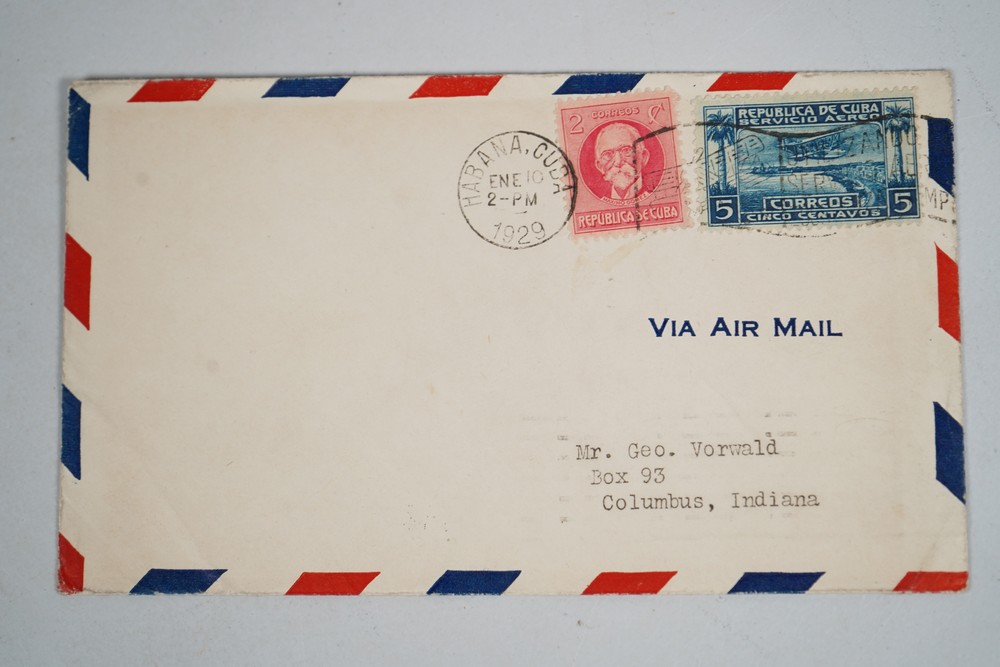 HABANA, CUBA
ENE 10
2-PM
1929
2 CORREOS ¢
REPUBLICA DE CUBA
REPUBLICA DE CUBA
SERVICIO AEREO
5 CORREOS 5
CINCO CENTAVOS
VIA AIR MAIL
Mr. Geo. Vorwald
Box 93
Columbus, Indiana